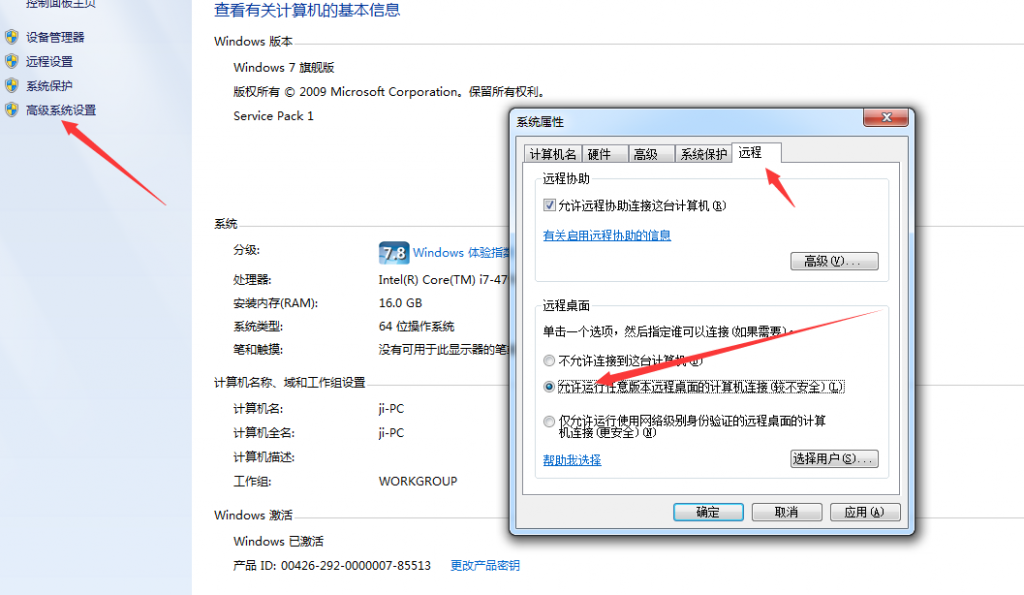 控制面板主页
设备管理器
远程设置
系统保护
高级系统设置
查看有关计算机的基本信息
Windows 版本
Windows 7 旗舰版
版权所有 © 2009 Microsoft Corporation。保留所有权利。
Service Pack 1
系统
分级:
7.8 Windows 体验指数
处理器:
Intel(R) Core(TM) i7-47
安装内存(RAM):
16.0 GB
系统类型:
64 位操作系统
笔和触摸:
没有可用于此显示器的笔
计算机名称、域和工作组设置
计算机名:
ji-PC
计算机全名:
ji-PC
计算机描述:
工作组:
WORKGROUP
Windows 激活
Windows 已激活
产品 ID: 00426-292-0000007-85513 更改产品密钥
系统属性
计算机名 硬件 高级 系统保护 远程
远程协助
允许远程协助连接这台计算机(R)
有关启用远程协助的信息
高级(V)...
远程桌面
单击一个选项，然后指定谁可以连接(如果需要)。
不允许连接到这台计算机(D)
允许运行任意版本远程桌面的计算机连接(较不安全)(L)
仅允许运行使用网络级别身份验证的远程桌面的计算
机连接(更安全)(N)
帮助我选择
选择用户(S)...
确定 取消 应用(A)